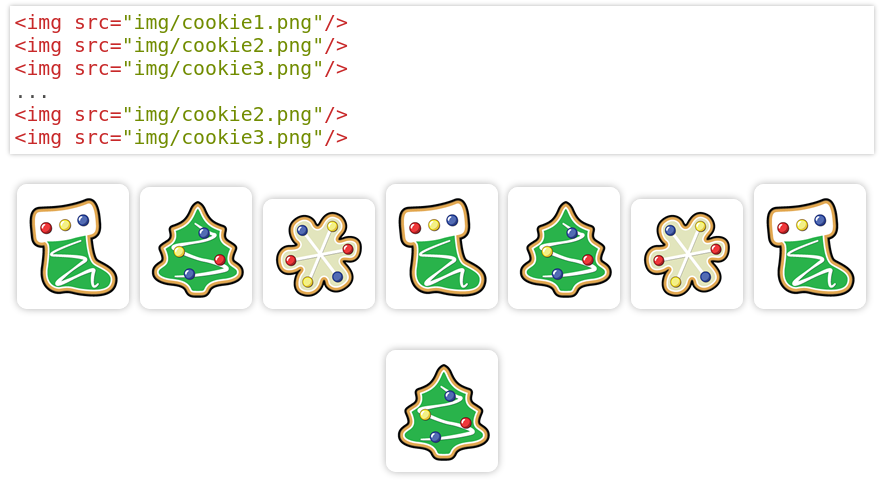 <img src="img/cookie1.png"/>
<img src="img/cookie2.png"/>
<img src="img/cookie3.png"/>
...
<img src="img/cookie2.png"/>
<img src="img/cookie3.png"/>